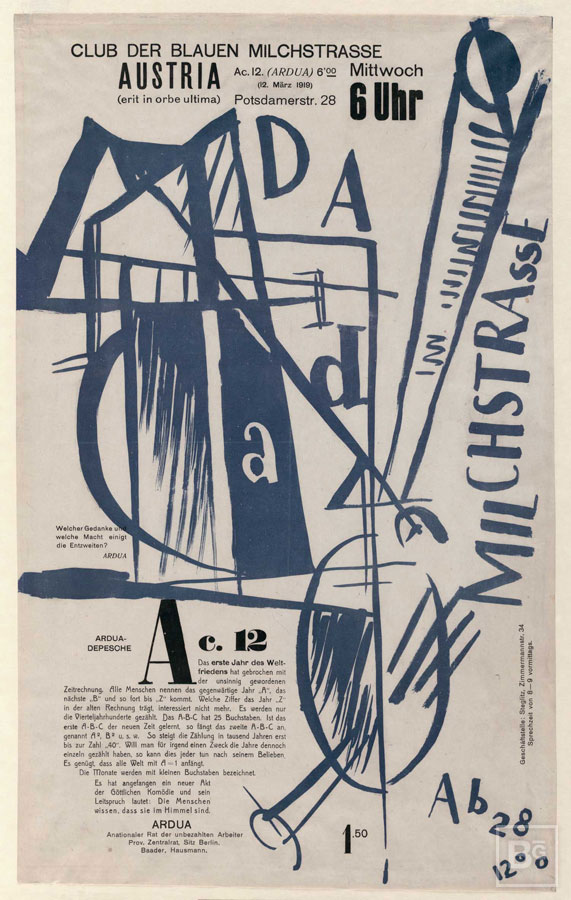 CLUB DER BLAUEN MILCHSTRASSE
AUSTRIA
(erit in orbe ultima)
Ac. 12. (ARDUA) 6'00
(12. März 1919)
Potsdamerstr. 28
Mittwoch
6 Uhr
DA
i
d
a
z
MILCHSTRASSE
Welcher Gedanke und
welche Macht einigt
die Entzweiten?
ARDUA
ARDUA-
DEPESCHE
Ac. 12
Das erste Jahr des Welt-
friedens hat gebrochen mit
der unsinnig gewordenen
Zeitrechnung. Alle Menschen nennen das gegenwärtige Jahr „A", das
nächste „B" und so fort bis „Z" kommt. Welche Ziffer das Jahr „Z"
in der alten Rechnung trägt, interessiert nicht mehr. Es werden nur
die Vierteljahrhunderte gezählt. Das A-B-C hat 25 Buchstaben. Ist das
erste A-B-C der neuen Zeit gelernt, so fängt das zweite A-B-C an,
genannt A², B² u. s. w. So steigt die Zählung in tausend Jahren erst
bis zur Zahl „40". Will man für irgend einen Zweck die Jahre dennoch
einzeln gezählt haben, so kann dies jeder tun nach seinem Belieben.
Es genügt, dass alle Welt mit A = 1 anfängt.
Die Monate werden mit kleinen Buchstaben bezeichnet.
Es hat angefangen ein neuer Akt
der Göttlichen Komödie und sein
Leitspruch lautet: Die Menschen
wissen, dass sie im Himmel sind.
ARDUA
Anationaler Rat der unbezahlten Arbeiter
Prov. Zentralrat, Sitz Berlin.
Baader, Hausmann.
1.50
Geschäftsstelle: Steglitz, Zimmermannstr. 34
Sprechzeit von 8—9 vormittags.
Ab 28
12°°
BG